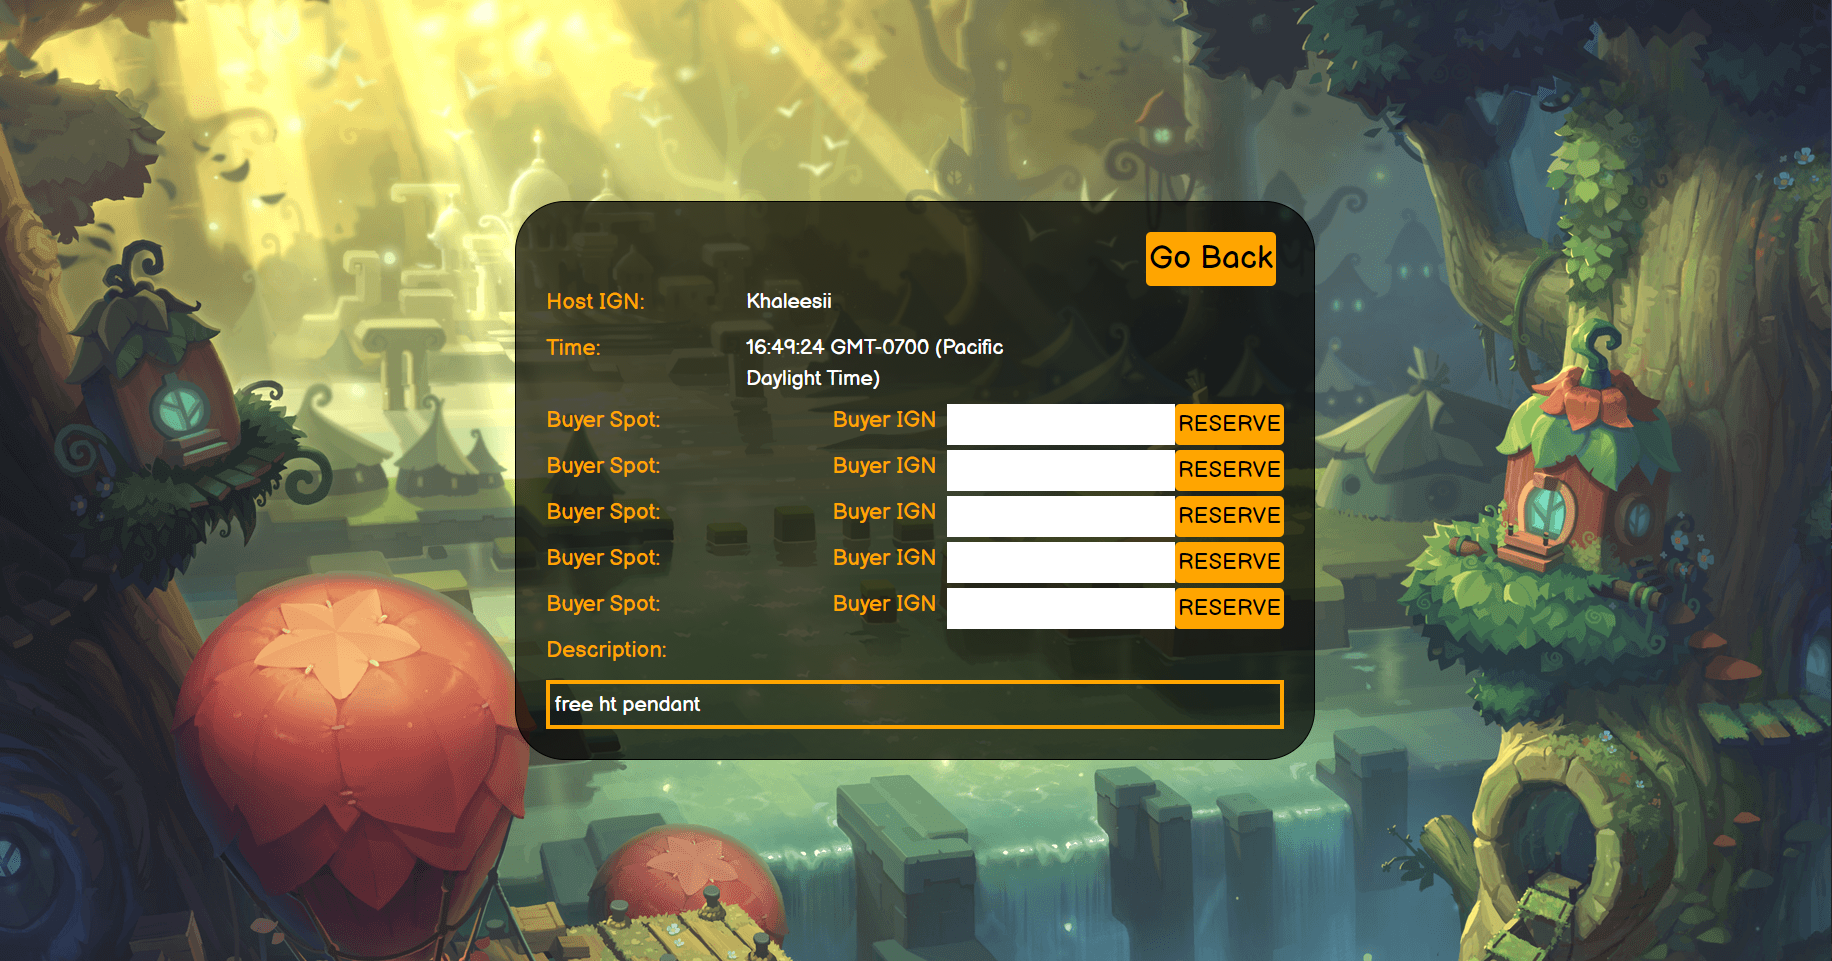 Go Back
Host IGN: Khaleesii
Time: 16:49:24 GMT-0700 (Pacific
Daylight Time)
Buyer Spot: Buyer IGN RESERVE
Buyer Spot: Buyer IGN RESERVE
Buyer Spot: Buyer IGN RESERVE
Buyer Spot: Buyer IGN RESERVE
Buyer Spot: Buyer IGN RESERVE
Description:
free ht pendant